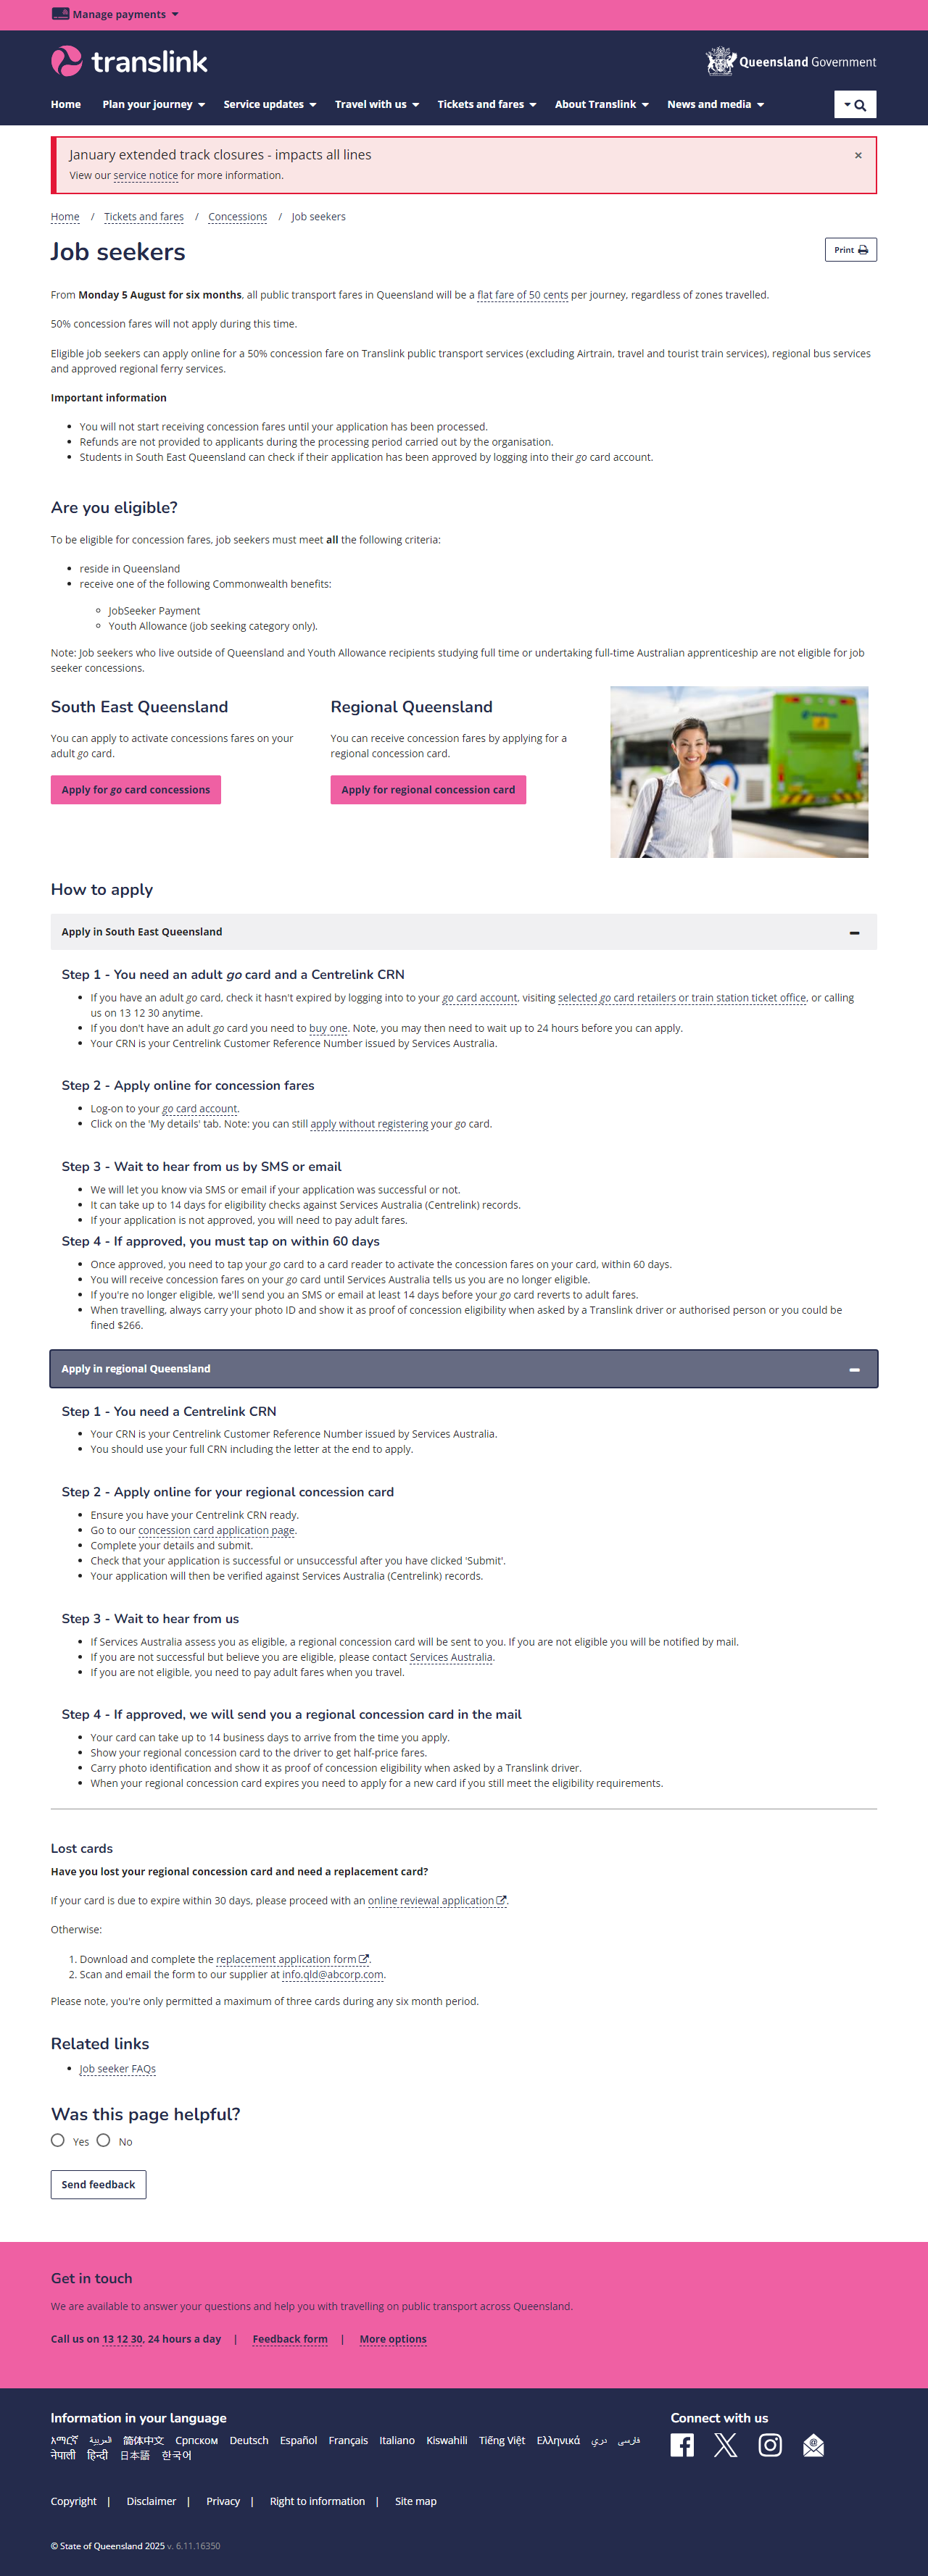 Manage payments
translink
Queensland Government
Home Plan your journey Service updates Travel with us Tickets and fares About Translink News and media
January extended track closures - impacts all lines
×
View our service notice for more information.
Home / Tickets and fares / Concessions / Job seekers
Job seekers
Print
From Monday 5 August for six months, all public transport fares in Queensland will be a flat fare of 50 cents per journey, regardless of zones travelled.
50% concession fares will not apply during this time.
Eligible job seekers can apply online for a 50% concession fare on Translink public transport services (excluding Airtrain, travel and tourist train services), regional bus services
and approved regional ferry services.
Important information
• You will not start receiving concession fares until your application has been processed.
• Refunds are not provided to applicants during the processing period carried out by the organisation.
• Students in South East Queensland can check if their application has been approved by logging into their go card account.
Are you eligible?
To be eligible for concession fares, job seekers must meet all the following criteria:
• reside in Queensland
• receive one of the following Commonwealth benefits:
JobSeeker Payment
Youth Allowance (job seeking category only).
Note: Job seekers who live outside of Queensland and Youth Allowance recipients studying full time or undertaking full-time Australian apprenticeship are not eligible for job
seeker concessions.
South East Queensland
You can apply to activate concessions fares on your
adult go card.
Apply for go card concessions
Regional Queensland
You can receive concession fares by applying for a
regional concession card.
Apply for regional concession card
How to apply
Apply in South East Queensland
Step 1 - You need an adult go card and a Centrelink CRN
• If you have an adult go card, check it hasn't expired by logging into to your go card account, visiting selected go card retailers or train station ticket office, or calling
us on 13 12 30 anytime.
• If you don't have an adult go card you need to buy one. Note, you may then need to wait up to 24 hours before you can apply.
• Your CRN is your Centrelink Customer Reference Number issued by Services Australia.
Step 2 - Apply online for concession fares
• Log-on to your go card account.
• Click on the 'My details' tab. Note: you can still apply without registering your go card.
Step 3 - Wait to hear from us by SMS or email
• We will let you know via SMS or email if your application was successful or not.
• It can take up to 14 days for eligibility checks against Services Australia (Centrelink) records.
• If your application is not approved, you will need to pay adult fares.
Step 4 - If approved, you must tap on within 60 days
• Once approved, you need to tap your go card to a card reader to activate the concession fares on your card, within 60 days.
• You will receive concession fares on your go card until Services Australia tells us you are no longer eligible.
• If you're no longer eligible, we'll send you an SMS or email at least 14 days before your go card reverts to adult fares.
• When travelling, always carry your photo ID and show it as proof of concession eligibility when asked by a Translink driver or authorised person or you could be
fined $266.
Apply in regional Queensland
Step 1 - You need a Centrelink CRN
• Your CRN is your Centrelink Customer Reference Number issued by Services Australia.
• You should use your full CRN including the letter at the end to apply.
Step 2 - Apply online for your regional concession card
• Ensure you have your Centrelink CRN ready.
• Go to our concession card application page.
• Complete your details and submit.
• Check that your application is successful or unsuccessful after you have clicked 'Submit'.
• Your application will then be verified against Services Australia (Centrelink) records.
Step 3 - Wait to hear from us
• If Services Australia assess you as eligible, a regional concession card will be sent to you. If you are not eligible you will be notified by mail.
• If you are not successful but believe you are eligible, please contact Services Australia.
• If you are not eligible, you need to pay adult fares when you travel.
Step 4 - If approved, we will send you a regional concession card in the mail
• Your card can take up to 14 business days to arrive from the time you apply.
• Show your regional concession card to the driver to get half-price fares.
• Carry photo identification and show it as proof of concession eligibility when asked by a Translink driver.
• When your regional concession card expires you need to apply for a new card if you still meet the eligibility requirements.
Lost cards
Have you lost your regional concession card and need a replacement card?
If your card is due to expire within 30 days, please proceed with an online reviewal application.
Otherwise:
1. Download and complete the replacement application form.
2. Scan and email the form to our supplier at info.qld@abcorp.com.
Please note, you're only permitted a maximum of three cards during any six month period.
Related links
• Job seeker FAQs
Was this page helpful?
Yes No
Send feedback
Get in touch
We are available to answer your questions and help you with travelling on public transport across Queensland.
Call us on 13 12 30, 24 hours a day | Feedback form | More options
Information in your language
አማርኛ العربية 简体中文 Српском Deutsch Español Français Italiano Kiswahili Tiếng Việt Ελληνικά دری فارسی
नेपाली हिन्दी 日本語 한국어
Connect with us
Copyright | Disclaimer | Privacy | Right to information | Site map
© State of Queensland 2025 v. 6.11.16350